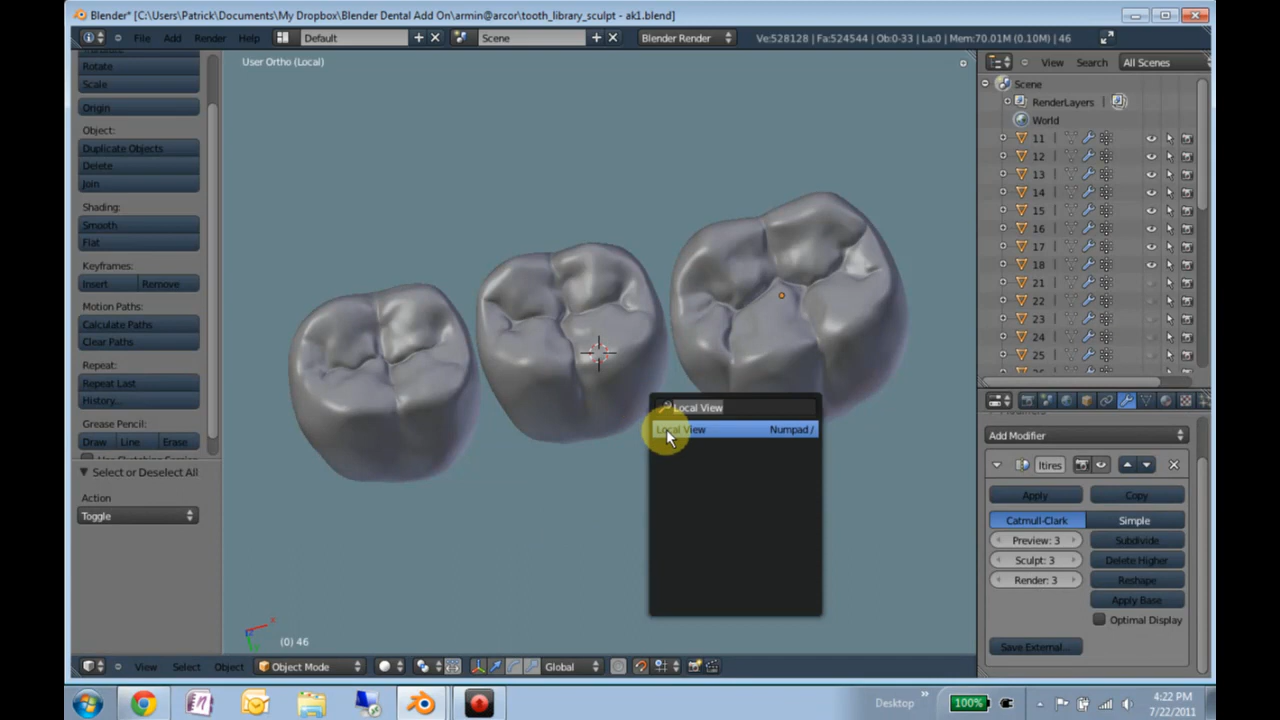 Blender* [C:\Users\Patrick\Documents\My Dropbox\Blender Dental Add On\armin@arcor\tooth_library_sculpt - ak1.blend]
File Add Render Help Default Scene Blender Render Ve:528128 | Fa:524544 | Ob:0-33 | La:0 | Mem:70.01M (0.10M) | 46
User Ortho (Local)
View Search All Scenes
Rotate
Scale
Origin
Object:
Duplicate Objects
Delete
Join
Shading:
Smooth
Flat
Keyframes:
Insert Remove
Motion Paths:
Calculate Paths
Clear Paths
Repeat:
Repeat Last
History...
Grease Pencil:
Draw Line Erase
Select or Deselect All
Action
Toggle
Scene
RenderLayers
World
11
12
13
14
15
16
17
18
21
22
23
24
25
Local View
Local View Numpad /
Add Modifier
ltires
Apply Copy
Catmull-Clark Simple
Preview: 3 Subdivide
Sculpt: 3 Delete Higher
Render: 3 Reshape
Apply Base
Optimal Display
Save External...
(0) 46
View Select Object Object Mode Global
Desktop » 100% 4:22 PM
7/22/2011